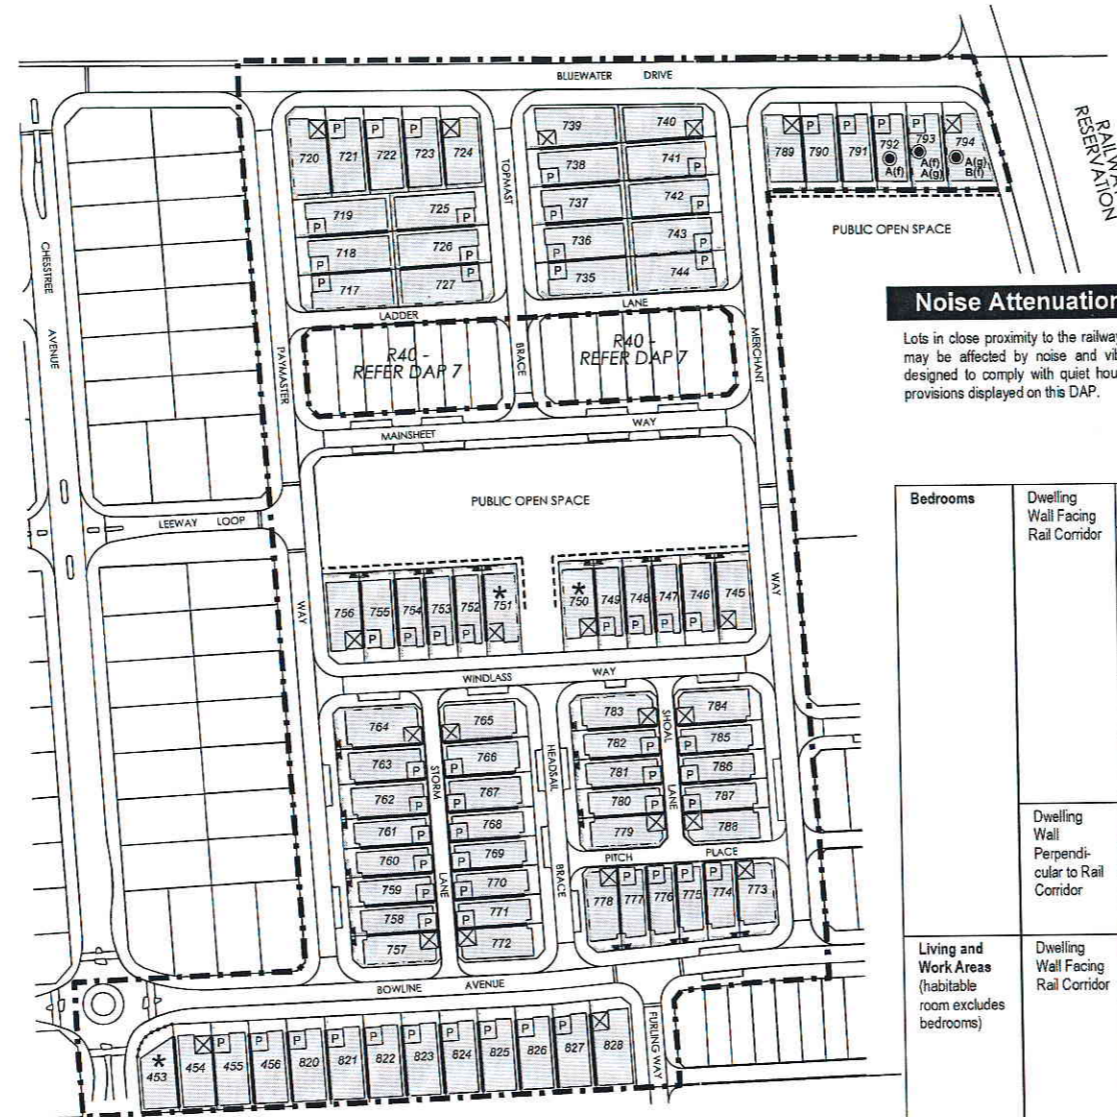 BLUEWATER DRIVE
RAILWAY
RESERVATION
720 P 721 P 722 P 723 P 724
739 740
738 P 741 P
737 P 742 P
736 P 743 P
735 P 744 P
789 P 790 P 791 P 792 P 793 794
A(f) A(f) A(g) A(g) B(f)
TOPMAST
719 P 725 P
718 P 726 P
717 P 727 P
PUBLIC OPEN SPACE
CHESSTREE
AVENUE
LADDER LANE
R40 -
REFER DAP 7
R40 -
REFER DAP 7
PAYMASTER
BRACE
MERCHANT
MAINSHEET WAY
Noise Attenuation
Lots in close proximity to the railway
may be affected by noise and vib
designed to comply with quiet hou
provisions displayed on this DAP.
PUBLIC OPEN SPACE
LEEWAY LOOP
WAY
WAY
Bedrooms
Dwelling
Wall Facing
Rail Corridor
756 755 P 754 P 753 P 752 P 751 *
* 750 749 P 748 P 747 P 746 P 745
WINDLASS WAY
764 765
763 P 766 P
762 P 767 P
761 P 768 P
760 P 769 P
759 P 770 P
758 P 771 P
757 772
STORM
LANE
HEADSAIL
BRACE
783 784
762 P 785 P
781 P 786 P
780 P 787 P
779 788
SHOAL
LANE
PITCH PLACE
778 777 P 776 P 775 P 774 P 773
Dwelling
Wall
Perpendi-
cular to Rail
Corridor
Living and
Work Areas
(habitable
room excludes
bedrooms)
Dwelling
Wall Facing
Rail Corridor
BOWLINE AVENUE
FURLING WAY
* 453 454 P 455 P 456 P 820 P 821 P 822 P 823 P 824 P 825 P 826 P 827 828